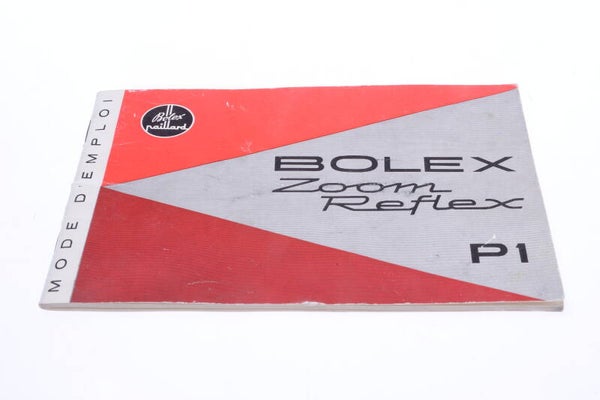 MODE D'EMPLOI
Bolex
paillard
BOLEX
Zoom
Reflex
P1